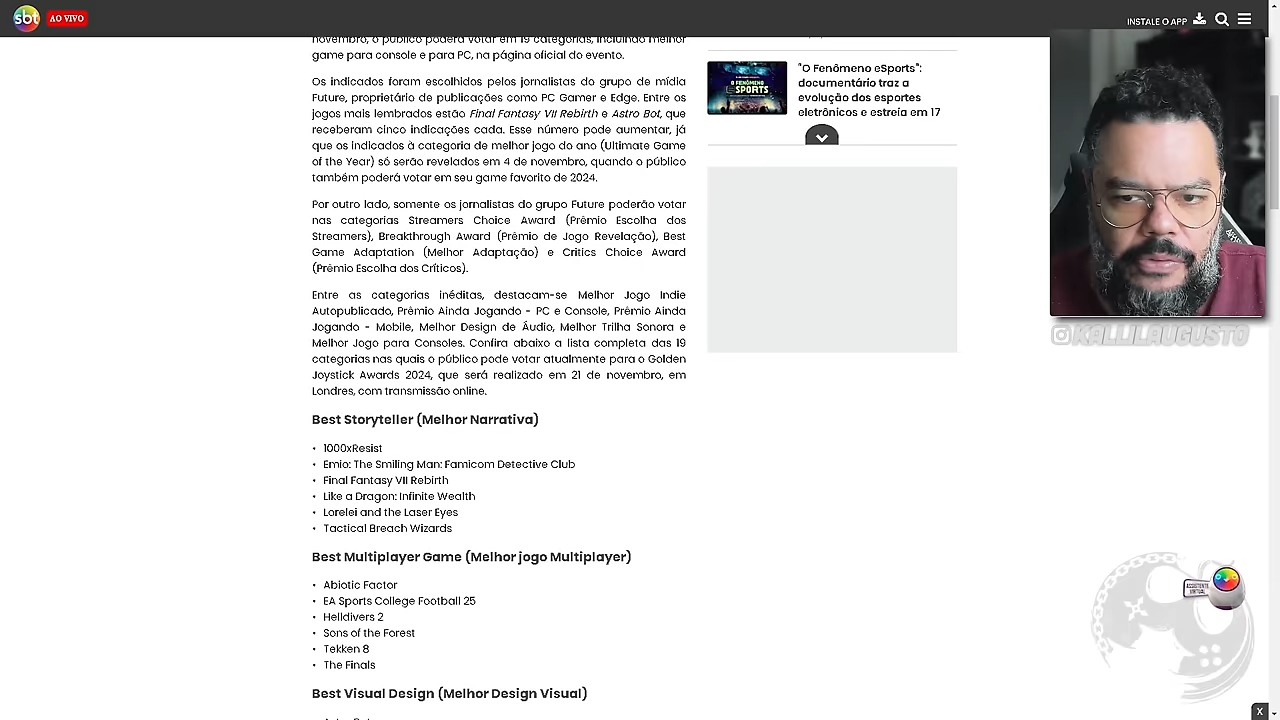 sbt AO VIVO
INSTALE O APP
novembro, o público poderá votar em 19 categorias, incluindo melhor
game para console e para PC, na página oficial do evento.
Os indicados foram escolhidos pelos jornalistas do grupo de mídia
Future, proprietário de publicações como PC Gamer e Edge. Entre os
jogos mais lembrados estão Final Fantasy VII Rebirth e Astro Bot, que
receberam cinco indicações cada. Esse número pode aumentar, já
que os indicados à categoria de melhor jogo do ano (Ultimate Game
of the Year) só serão revelados em 4 de novembro, quando o público
também poderá votar em seu game favorito de 2024.
Por outro lado, somente os jornalistas do grupo Future poderão votar
nas categorias Streamers Choice Award (Prêmio Escolha dos
Streamers), Breakthrough Award (Prêmio de Jogo Revelação), Best
Game Adaptation (Melhor Adaptação) e Critics Choice Award
(Prêmio Escolha dos Críticos).
Entre as categorias inéditas, destacam-se Melhor Jogo Indie
Autopublicado, Prêmio Ainda Jogando - PC e Console, Prêmio Ainda
Jogando - Mobile, Melhor Design de Áudio, Melhor Trilha Sonora e
Melhor Jogo para Consoles. Confira abaixo a lista completa das 19
categorias nas quais o público pode votar atualmente para o Golden
Joystick Awards 2024, que será realizado em 21 de novembro, em
Londres, com transmissão online.
Best Storyteller (Melhor Narrativa)
• 1000xResist
• Emio: The Smiling Man: Famicom Detective Club
• Final Fantasy VII Rebirth
• Like a Dragon: Infinite Wealth
• Lorelei and the Laser Eyes
• Tactical Breach Wizards
Best Multiplayer Game (Melhor jogo Multiplayer)
• Abiotic Factor
• EA Sports College Football 25
• Helldivers 2
• Sons of the Forest
• Tekken 8
• The Finals
Best Visual Design (Melhor Design Visual)
O FENÔMENO
ESPORTS
"O Fenômeno eSports":
documentário traz a
evolução dos esportes
eletrônicos e estreia em 17
KALLILAUGUSTO
ASSISTENTE
VIRTUAL
X